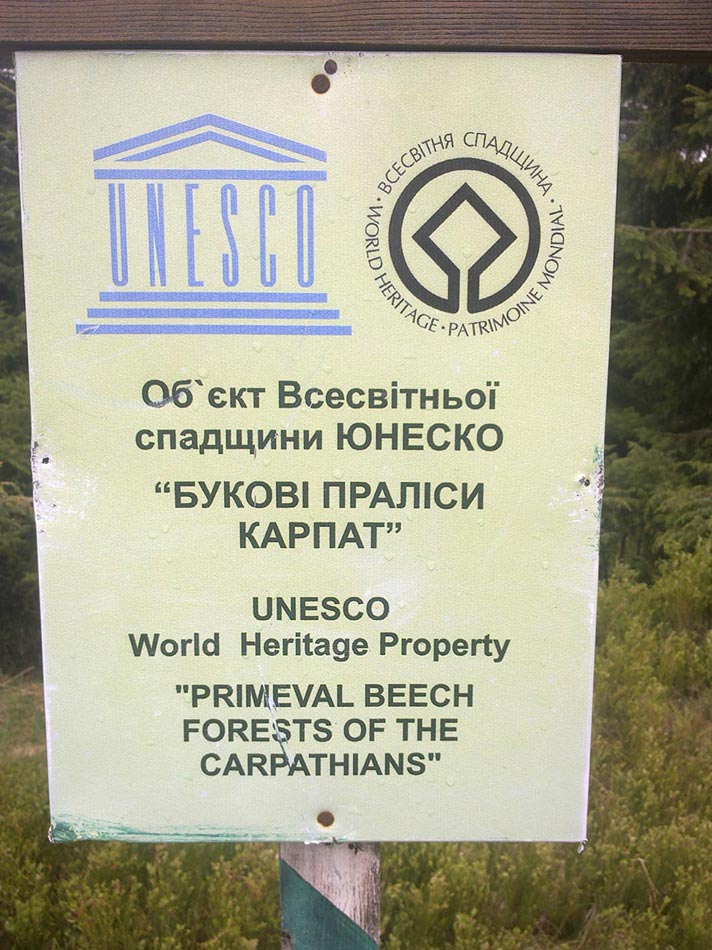 UNESCO
· ВСЕСВІТНЯ СПАДЩИНА ·
WORLD HERITAGE · PATRIMOINE MONDIAL
Об`єкт Всесвітньої
спадщини ЮНЕСКО
“БУКОВІ ПРАЛІСИ
КАРПАТ”
UNESCO
World Heritage Property
"PRIMEVAL BEECH
FORESTS OF THE
CARPATHIANS"